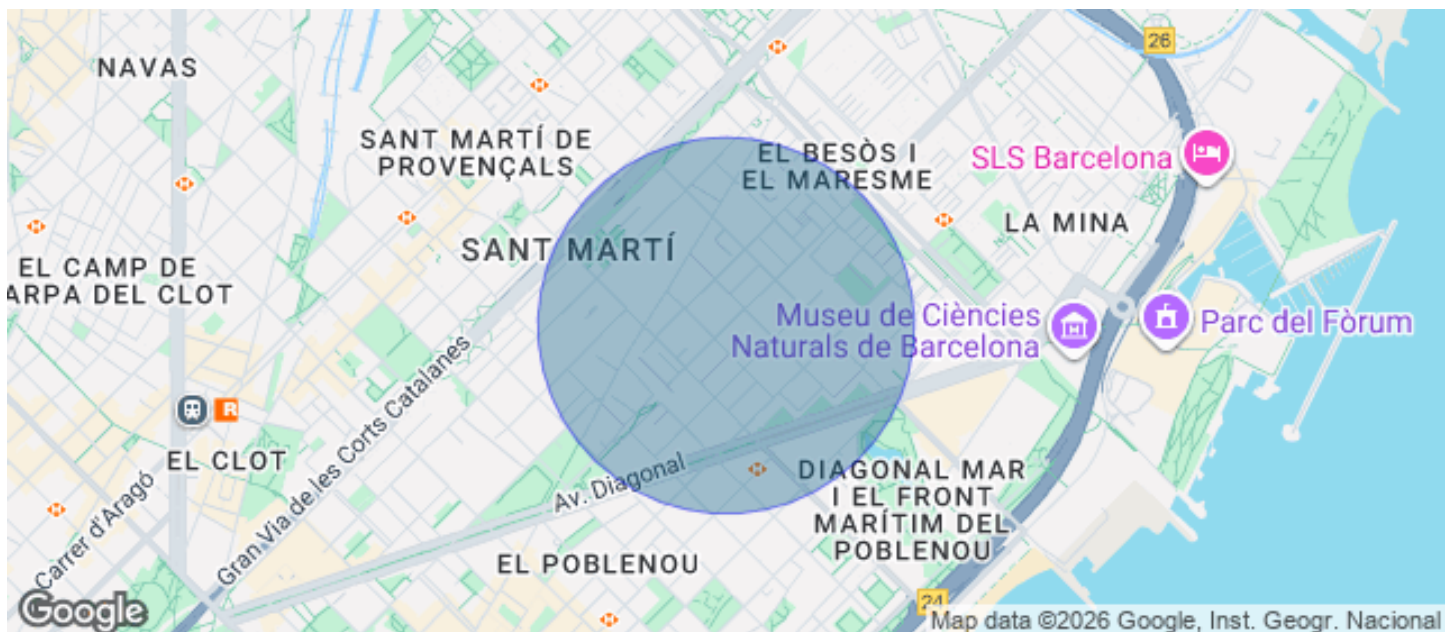 NAVAS
26
SANT MARTÍ DE
PROVENÇALS
EL BESÒS I
EL MARESME
SLS Barcelona
LA MINA
SANT MARTÍ
EL CAMP DE
ARPA DEL CLOT
Museu de Ciències
Naturals de Barcelona
Parc del Fòrum
R
EL CLOT
Gran Via de les Corts Catalanes
Carrer d'Aragó
Av. Diagonal
DIAGONAL MAR
I EL FRONT
MARÍTIM DEL
POBLENOU
EL POBLENOU
24
Google
Map data ©2026 Google, Inst. Geogr. Nacional